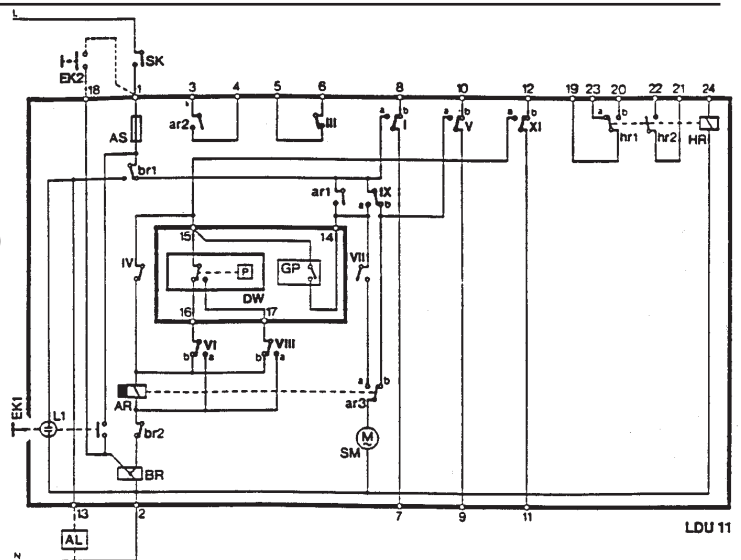 L
SK
EK2
18 1 3 4 5 6 8 10 12 19 23 20 22 21 24
AS ar2 III a b I a b V a b XI a b hr1 hr2 HR
br1
ar1 IX
a b
15 14
IV P GP VII
DW
16 17
VI VIII
b a b a
a b
AR ar3
EK1 L1 br2 M ~
SM
BR
13 2 7 9 11
AL LDU 11
N